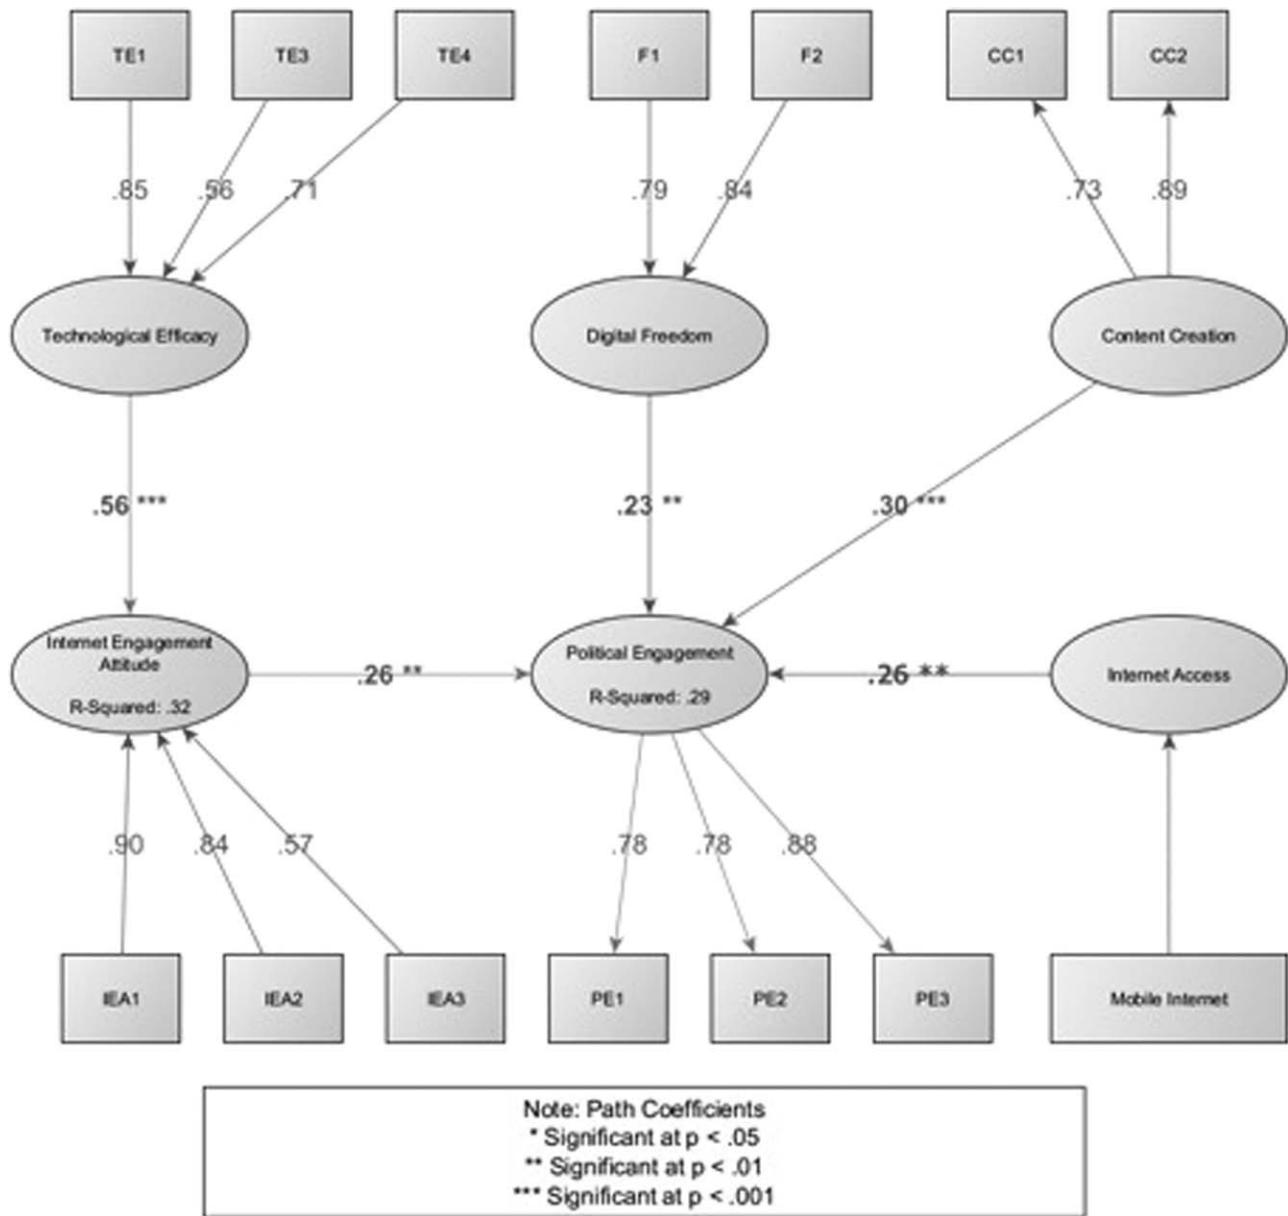 TE1
TE3
TE4
F1
F2
CC1
CC2
.85
.56
.71
.79
.84
.73
.89
Technological Efficacy
Digital Freedom
Content Creation
.56 ***
.23 **
.30 ***
Internet Engagement
Attitude
R-Squared: .32
.26 **
Political Engagement
R-Squared: .29
.26 **
Internet Access
.90
.84
.57
.78
.78
.88
IEA1
IEA2
IEA3
PE1
PE2
PE3
Mobile Internet
Note: Path Coefficients
* Significant at p < .05
** Significant at p < .01
*** Significant at p < .001